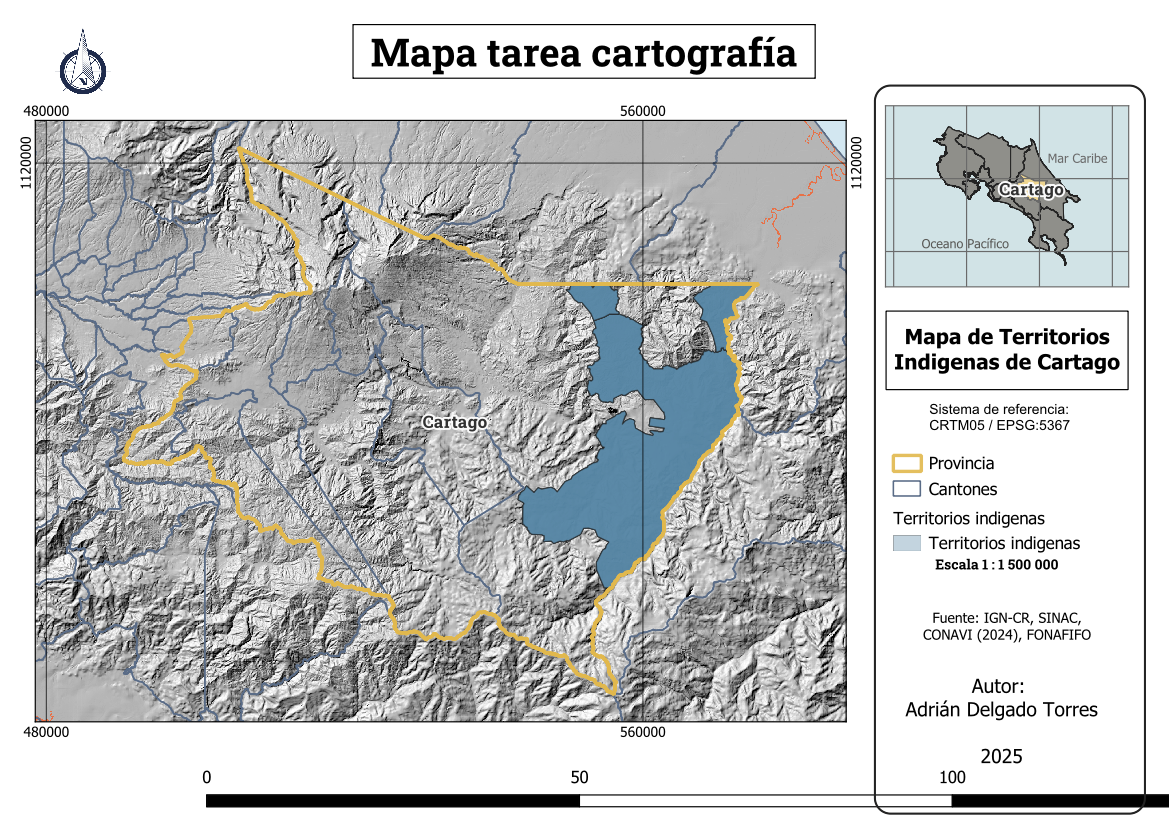 Mapa tarea cartografía
480000
560000
1120000
1120000
Cartago
480000
560000
0
50
100
Mar Caribe
Cartago
Oceano Pacífico
Mapa de Territorios
Indigenas de Cartago
Sistema de referencia:
CRTM05 / EPSG:5367
Provincia
Cantones
Territorios indigenas
Territorios indigenas
Escala 1 : 1 500 000
Fuente: IGN-CR, SINAC,
CONAVI (2024), FONAFIFO
Autor:
Adrián Delgado Torres
2025